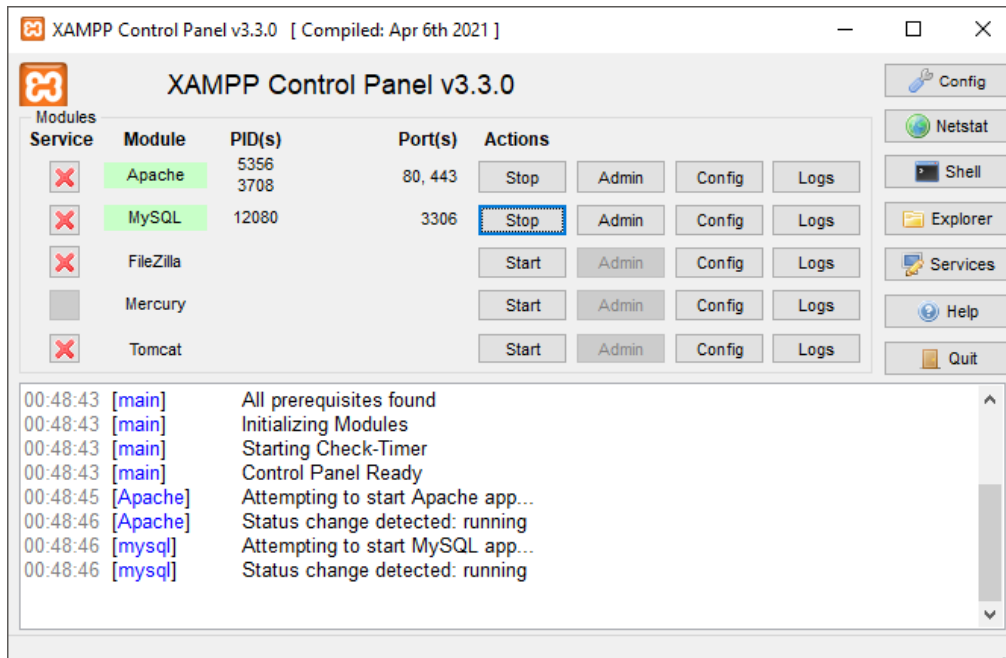 XAMPP Control Panel v3.3.0 [ Compiled: Apr 6th 2021 ]
XAMPP Control Panel v3.3.0
Config
Modules
Service Module PID(s) Port(s) Actions
Netstat
Apache 5356 3708 80, 443 Stop Admin Config Logs
Shell
MySQL 12080 3306 Stop Admin Config Logs
Explorer
FileZilla Start Admin Config Logs
Services
Mercury Start Admin Config Logs
Help
Tomcat Start Admin Config Logs
Quit
00:48:43 [main] All prerequisites found
00:48:43 [main] Initializing Modules
00:48:43 [main] Starting Check-Timer
00:48:43 [main] Control Panel Ready
00:48:45 [Apache] Attempting to start Apache app...
00:48:46 [Apache] Status change detected: running
00:48:46 [mysql] Attempting to start MySQL app...
00:48:46 [mysql] Status change detected: running